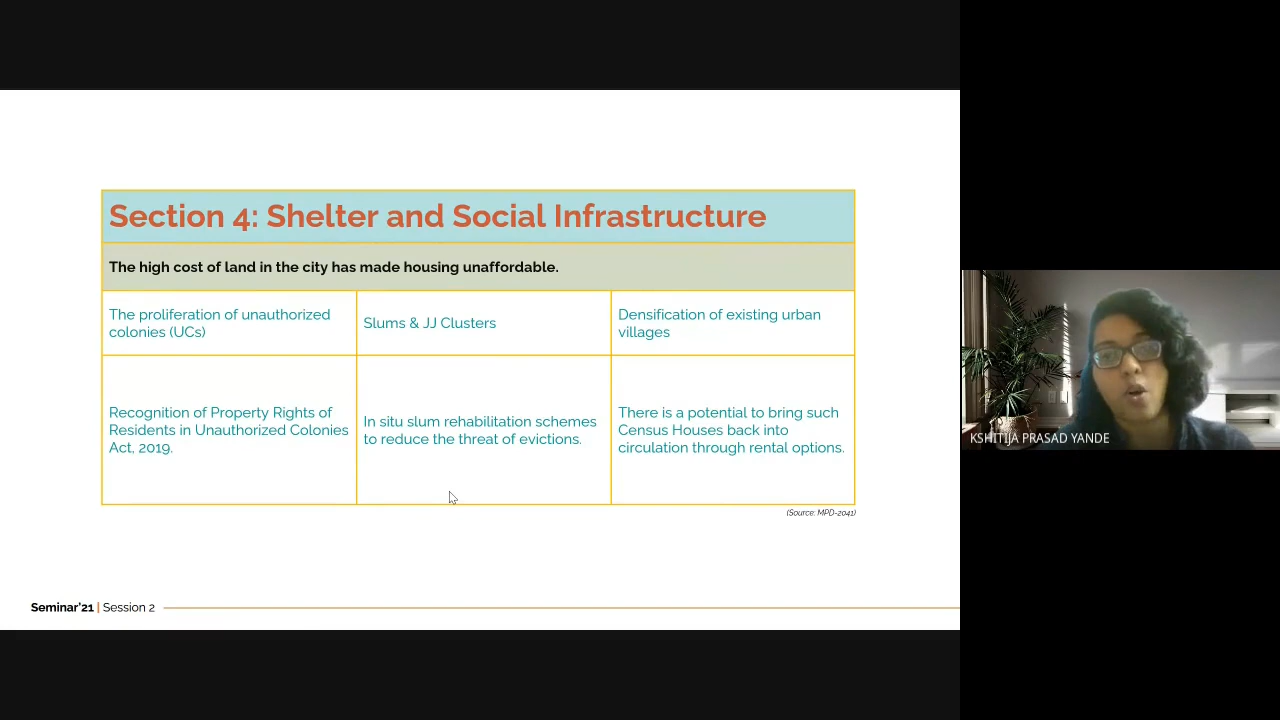 Section 4: Shelter and Social Infrastructure
The high cost of land in the city has made housing unaffordable.
The proliferation of unauthorized
colonies (UCs)
Slums & JJ Clusters
Densification of existing urban
villages
Recognition of Property Rights of
Residents in Unauthorized Colonies
Act, 2019.
In situ slum rehabilitation schemes
to reduce the threat of evictions.
There is a potential to bring such
Census Houses back into
circulation through rental options.
(Source: MPD-2041)
Seminar'21 | Session 2
KSHITIJA PRASAD YANDE